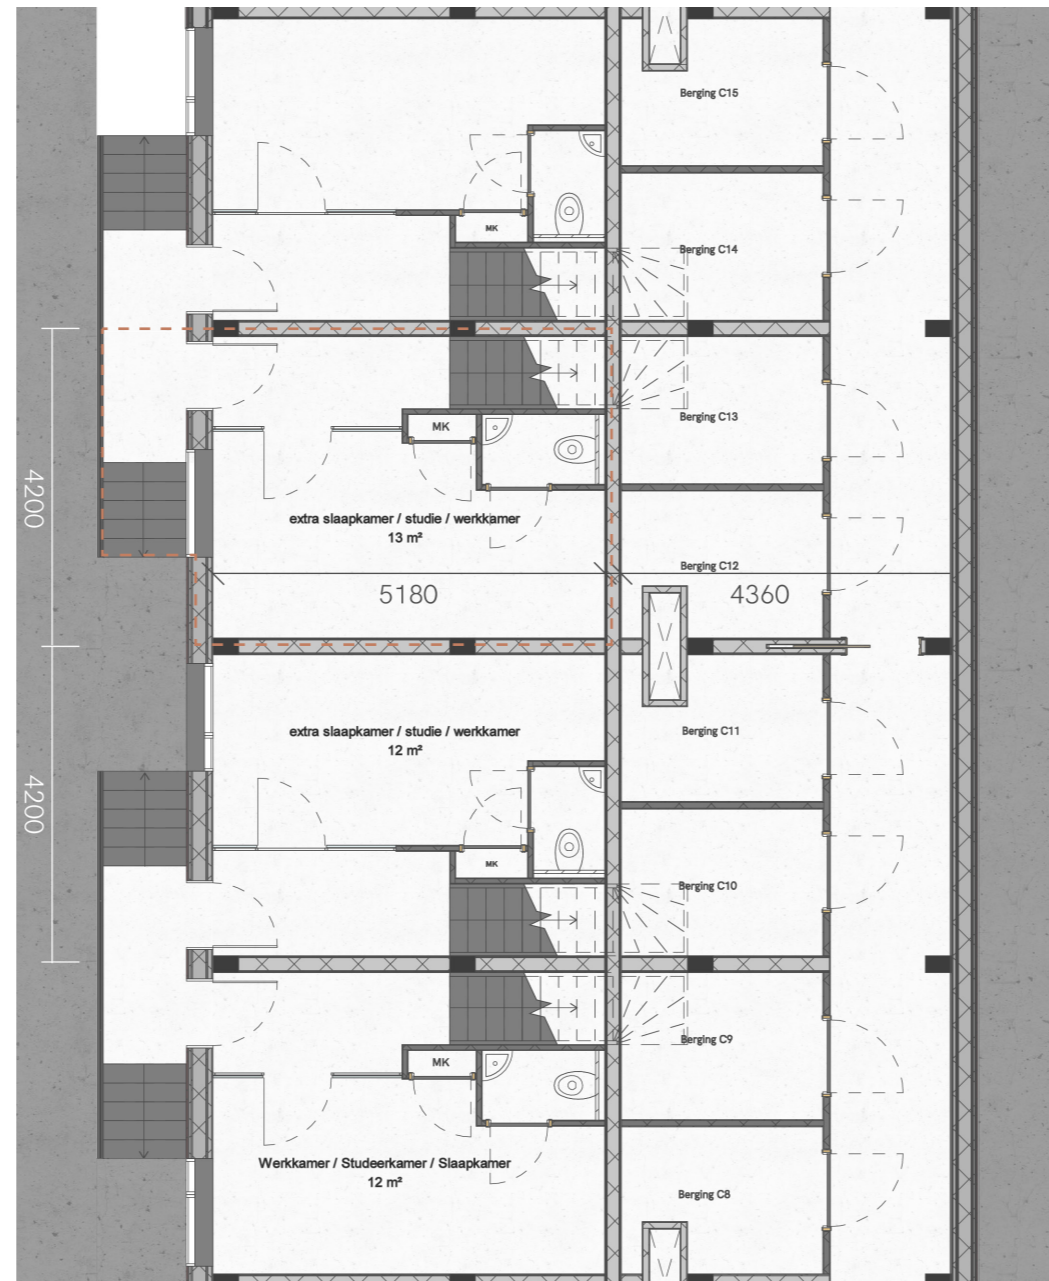 Berging C15
MK
Berging C14
MK
Berging C13
4200
extra slaapkamer / studie / werkkamer
13 m²
Berging C12
5180
4360
extra slaapkamer / studie / werkkamer
12 m²
Berging C11
4200
MK
Berging C10
Berging C9
MK
Werkkamer / Studeerkamer / Slaapkamer
12 m²
Berging C8